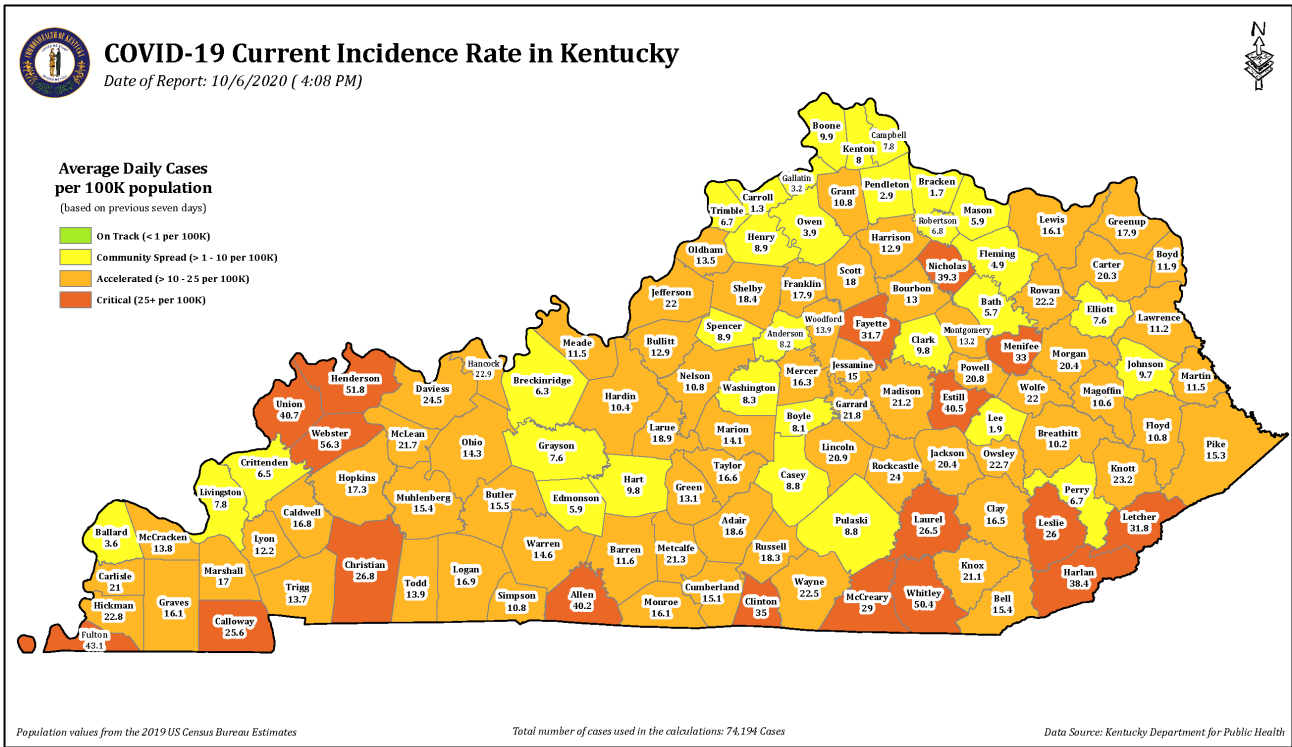 COVID-19 Current Incidence Rate in Kentucky
Date of Report: 10/6/2020 ( 4:08 PM)
N
Average Daily Cases
per 100K population
(based on previous seven days)
On Track (< 1 per 100K)
Community Spread (> 1 - 10 per 100K)
Accelerated (> 10 - 25 per 100K)
Critical (25+ per 100K)
Boone
9.9
Kenton
8
Campbell
7.8
Gallatin
3.2
Carroll
1.3
Trimble
6.7
Grant
10.8
Pendleton
2.9
Bracken
1.7
Owen
3.9
Robertson
6.8
Mason
5.9
Lewis
16.1
Greenup
17.9
Henry
8.9
Oldham
13.5
Harrison
12.9
Nicholas
39.3
Fleming
4.9
Carter
20.3
Boyd
11.9
Jefferson
22
Shelby
18.4
Franklin
17.9
Scott
18
Bourbon
13
Bath
5.7
Rowan
22.2
Elliott
7.6
Lawrence
11.2
Meade
11.5
Bullitt
12.9
Spencer
8.9
Anderson
8.2
Woodford
13.9
Fayette
31.7
Clark
9.8
Montgomery
13.2
Menifee
33
Morgan
20.4
Johnson
9.7
Martin
11.5
Hancock
22.9
Henderson
51.8
Daviess
24.5
Breckinridge
6.3
Hardin
10.4
Nelson
10.8
Washington
8.3
Mercer
16.3
Jessamine
15
Madison
21.2
Powell
20.8
Wolfe
22
Magoffin
10.6
Union
40.7
Webster
56.3
McLean
21.7
Ohio
14.3
Grayson
7.6
Larue
18.9
Marion
14.1
Boyle
8.1
Garrard
21.8
Estill
40.5
Lee
1.9
Breathitt
10.2
Floyd
10.8
Pike
15.3
Crittenden
6.5
Livingston
7.8
Hopkins
17.3
Muhlenberg
15.4
Butler
15.5
Edmonson
5.9
Hart
9.8
Green
13.1
Taylor
16.6
Casey
8.8
Lincoln
20.9
Rockcastle
24
Jackson
20.4
Owsley
22.7
Perry
6.7
Knott
23.2
Ballard
3.6
McCracken
13.8
Lyon
12.2
Caldwell
16.8
Warren
14.6
Barren
11.6
Metcalfe
21.3
Adair
18.6
Russell
18.3
Pulaski
8.8
Laurel
26.5
Clay
16.5
Leslie
26
Letcher
31.8
Carlisle
21
Hickman
22.8
Fulton
43.1
Graves
16.1
Marshall
17
Calloway
25.6
Trigg
13.7
Christian
26.8
Todd
13.9
Logan
16.9
Simpson
10.8
Allen
40.2
Monroe
16.1
Cumberland
15.1
Clinton
35
Wayne
22.5
McCreary
29
Whitley
50.4
Knox
21.1
Bell
15.4
Harlan
38.4
Population values from the 2019 US Census Bureau Estimates
Total number of cases used in the calculations: 74,194 Cases
Data Source: Kentucky Department for Public Health